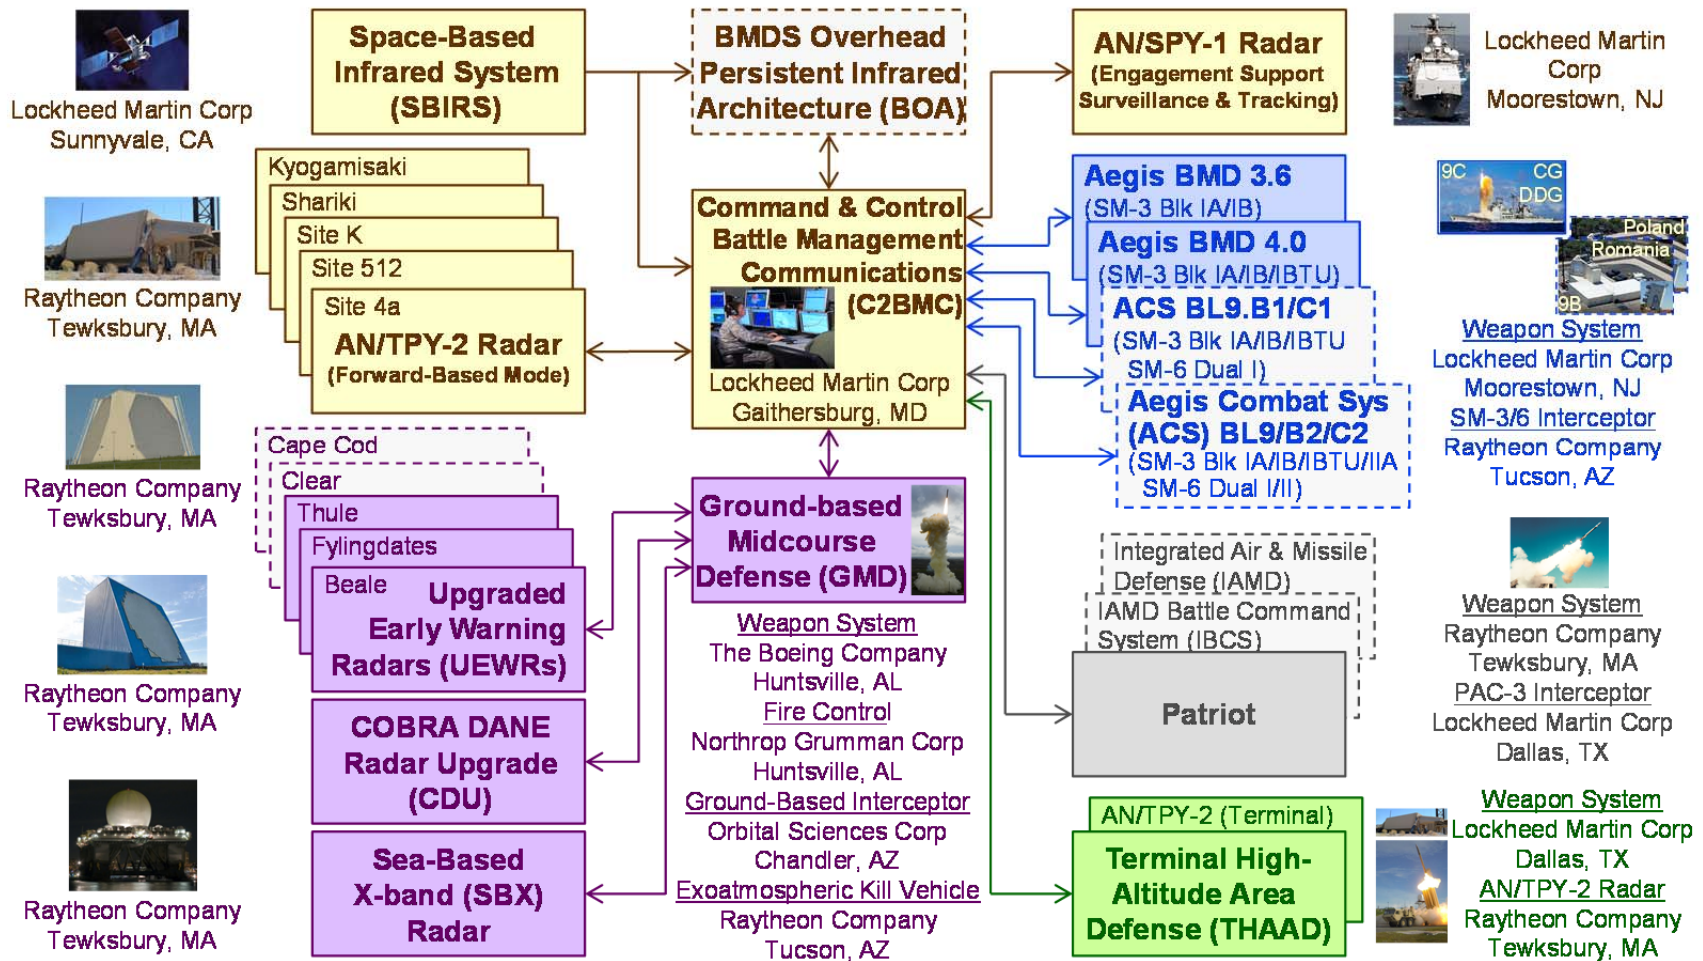 Lockheed Martin Corp
Sunnyvale, CA
Space-Based
Infrared System
(SBIRS)
BMDS Overhead
Persistent Infrared
Architecture (BOA)
AN/SPY-1 Radar
(Engagement Support
Surveillance & Tracking)
Lockheed Martin
Corp
Moorestown, NJ
Raytheon Company
Tewksbury, MA
Kyogamisaki
Shariki
Site K
Site 512
Site 4a
AN/TPY-2 Radar
(Forward-Based Mode)
Command & Control
Battle Management
Communications
(C2BMC)
Lockheed Martin Corp
Gaithersburg, MD
Aegis BMD 3.6
(SM-3 Blk IA/IB)
Aegis BMD 4.0
(SM-3 Blk IA/IB/IBTU)
ACS BL9.B1/C1
(SM-3 Blk IA/IB/IBTU
SM-6 Dual I)
Aegis Combat Sys
(ACS) BL9/B2/C2
(SM-3 Blk IA/IB/IBTU/IIA
SM-6 Dual I/II)
9C
CG
DDG
Poland
Romania
9B
Weapon System
Lockheed Martin Corp
Moorestown, NJ
SM-3/6 Interceptor
Raytheon Company
Tucson, AZ
Raytheon Company
Tewksbury, MA
Raytheon Company
Tewksbury, MA
Cape Cod
Clear
Thule
Fylingdates
Beale
Upgraded
Early Warning
Radars (UEWRs)
COBRA DANE
Radar Upgrade
(CDU)
Raytheon Company
Tewksbury, MA
Sea-Based
X-band (SBX)
Radar
Ground-based
Midcourse
Defense (GMD)
Weapon System
The Boeing Company
Huntsville, AL
Fire Control
Northrop Grumman Corp
Huntsville, AL
Ground-Based Interceptor
Orbital Sciences Corp
Chandler, AZ
Exoatmospheric Kill Vehicle
Raytheon Company
Tucson, AZ
Integrated Air & Missile
Defense (IAMD)
IAMD Battle Command
System (IBCS)
Patriot
Weapon System
Raytheon Company
Tewksbury, MA
PAC-3 Interceptor
Lockheed Martin Corp
Dallas, TX
AN/TPY-2 (Terminal)
Terminal High-
Altitude Area
Defense (THAAD)
Weapon System
Lockheed Martin Corp
Dallas, TX
AN/TPY-2 Radar
Raytheon Company
Tewksbury, MA